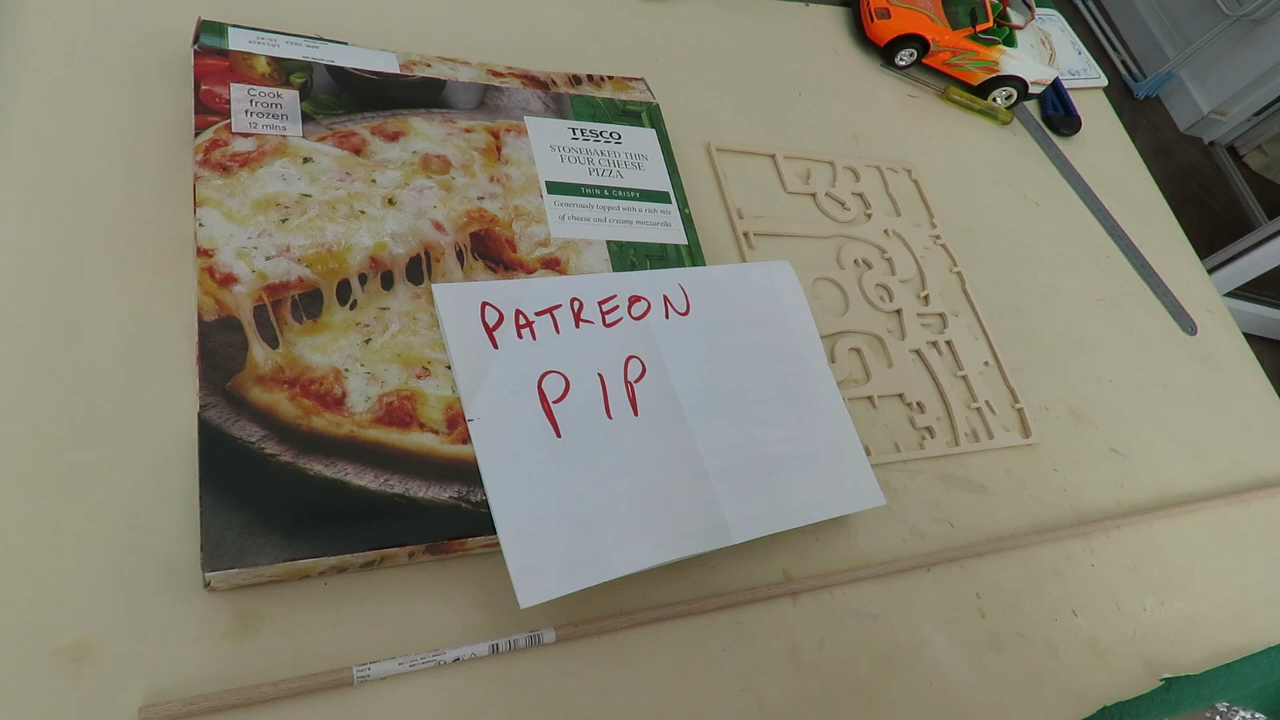 Cook
from
frozen
12 mins
TESCO
STONEBAKED THIN
FOUR CHEESE
PIZZA
THIN & CRISPY
Generously topped with a rich mix
of cheese and creamy mozzarella
PATREON
PIP